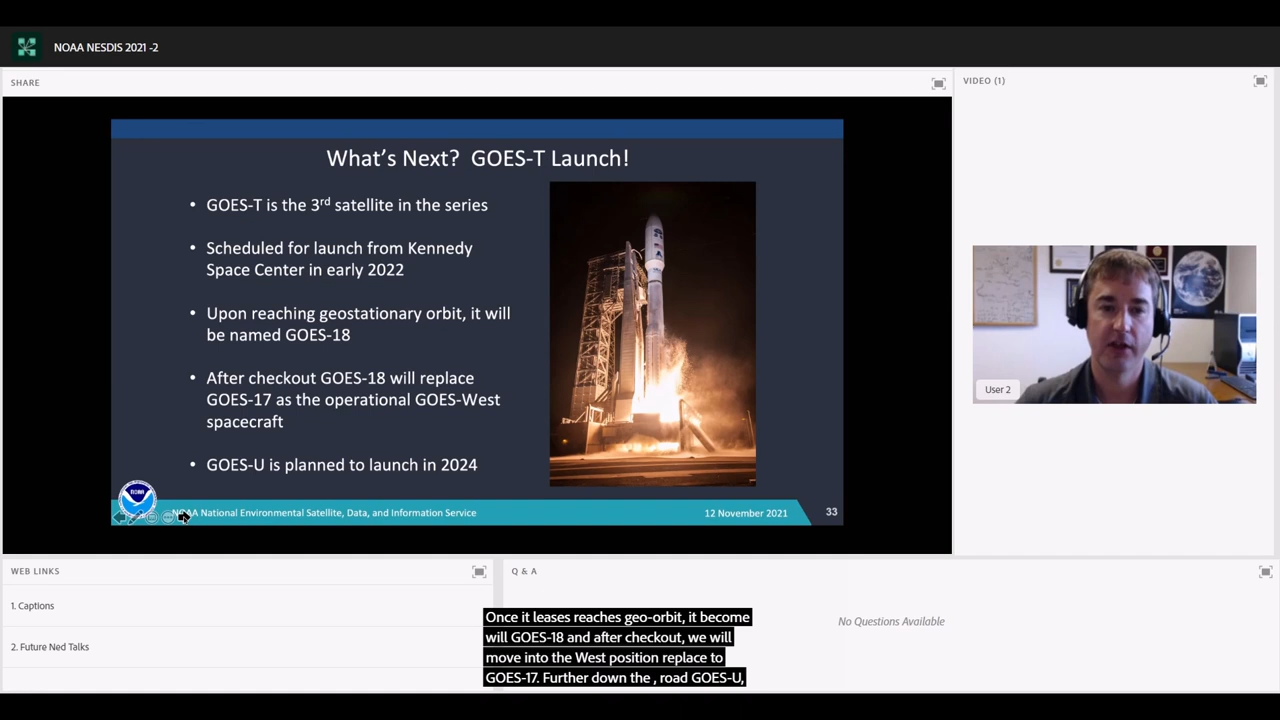 NOAA NESDIS 2021 -2
SHARE
VIDEO (1)
What's Next?  GOES-T Launch!
• GOES-T is the 3rd satellite in the series
• Scheduled for launch from Kennedy
Space Center in early 2022
• Upon reaching geostationary orbit, it will
be named GOES-18
• After checkout GOES-18 will replace
GOES-17 as the operational GOES-West
spacecraft
• GOES-U is planned to launch in 2024
NOAA
NOAA National Environmental Satellite, Data, and Information Service
12 November 2021
33
User 2
WEB LINKS
1. Captions
2. Future Ned Talks
Q & A
No Questions Available
Once it leases reaches geo-orbit, it become
will GOES-18 and after checkout, we will
move into the West position replace to
GOES-17. Further down the , road GOES-U,